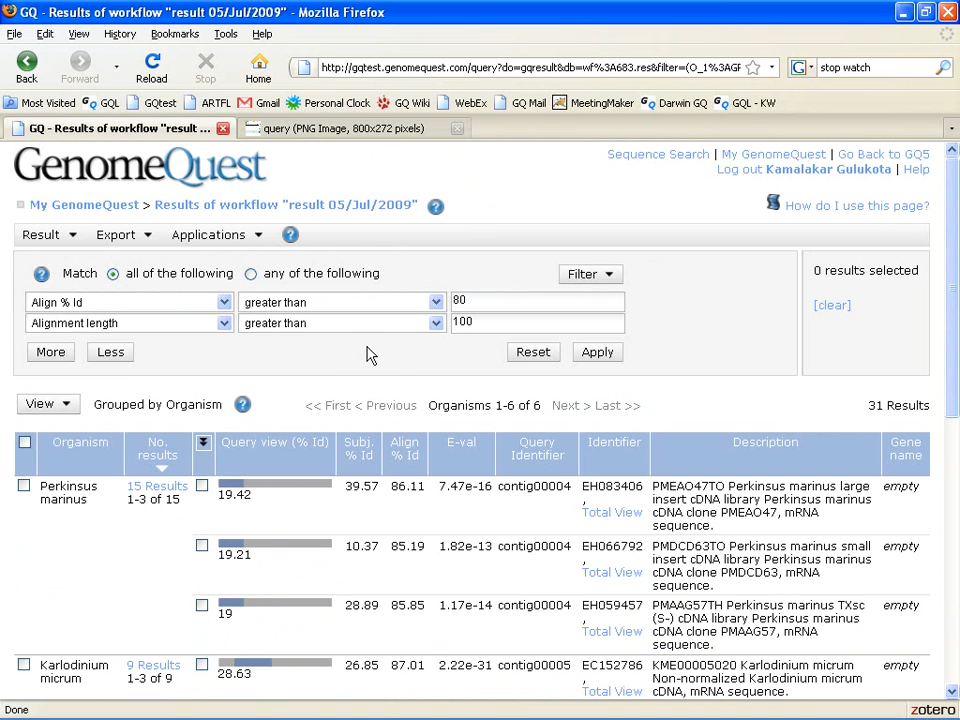 GQ - Results of workflow "result 05/Jul/2009" - Mozilla Firefox
File Edit View History Bookmarks Tools Help
Back Forward Reload Stop Home http://gqtest.genomequest.com/query?do=gqresult&db=wf%3A683.res&filter=(O_1%3AGF stop watch
Most Visited GQL GQtest ARTFL Gmail Personal Clock GQ Wiki WebEx GQ Mail MeetingMaker Darwin GQ GQL - KW
GQ - Results of workflow "result ... query (PNG Image, 800x272 pixels)
GenomeQuest
Sequence Search | My GenomeQuest | Go Back to GQ5
Log out Kamalakar Gulukota | Help
My GenomeQuest > Results of workflow "result 05/Jul/2009" ?
How do I use this page?
Result Export Applications ?
? Match all of the following any of the following Filter
0 results selected
Align % Id greater than 80
[clear]
Alignment length greater than 100
More Less Reset Apply
View Grouped by Organism ? << First < Previous Organisms 1-6 of 6 Next > Last >> 31 Results
Organism No. results Query view (% Id) Subj. % Id Align % Id E-val Query Identifier Identifier Description Gene name
Perkinsus marinus 15 Results 1-3 of 15 19.42 39.57 86.11 7.47e-16 contig00004 EH083406 , Total View PMEAO47TO Perkinsus marinus large insert cDNA library Perkinsus marinus cDNA clone PMEAO47, mRNA sequence. empty
19.21 10.37 85.19 1.82e-13 contig00004 EH066792 , Total View PMDCD63TO Perkinsus marinus small insert cDNA library Perkinsus marinus cDNA clone PMDCD63, mRNA sequence. empty
19 28.89 85.85 1.17e-14 contig00004 EH059457 , Total View PMAAG57TH Perkinsus marinus TXsc (S-) cDNA library Perkinsus marinus cDNA clone PMAAG57, mRNA sequence. empty
Karlodinium micrum 9 Results 1-3 of 9 28.63 26.85 87.01 2.22e-31 contig00005 EC152786 , Total View KME00005020 Karlodinium micrum Non-normalized Karlodinium micrum cDNA, mRNA sequence. empty
Done zotero